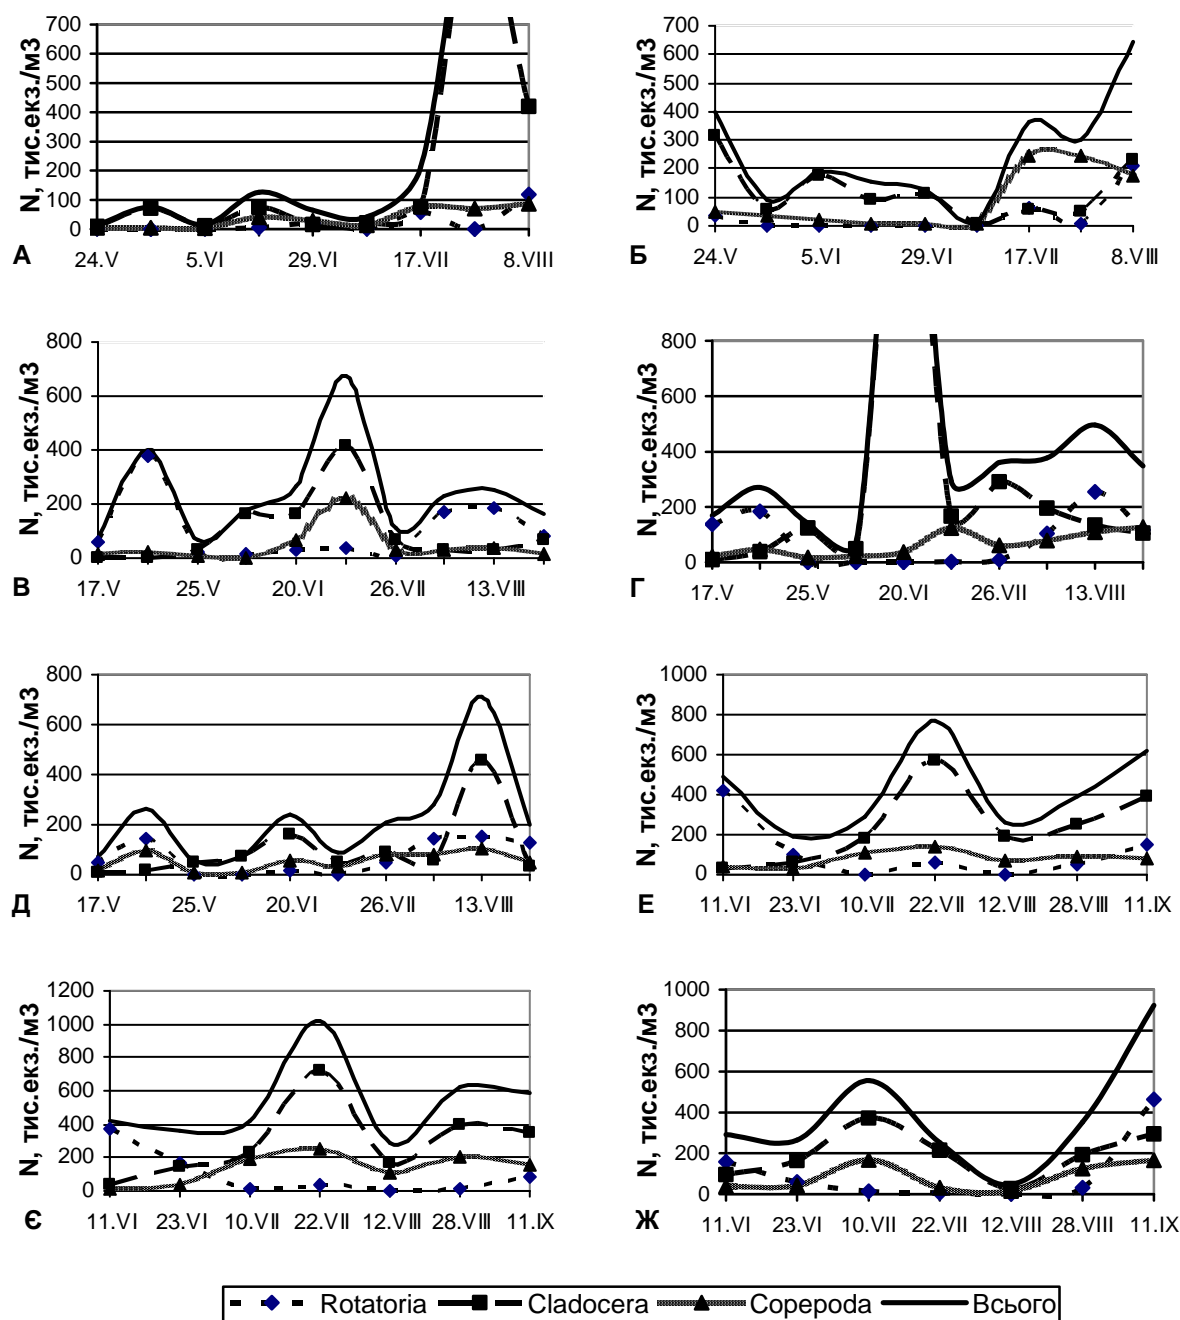 N, тис.екз./м3
700
600
500
400
300
200
100
0
24.V 5.VI 29.VI 17.VII 8.VIII
А
N, тис.екз./м3
700
600
500
400
300
200
100
0
24.V 5.VI 29.VI 17.VII 8.VIII
Б
N, тис.екз./м3
800
600
400
200
0
17.V 25.V 20.VI 26.VII 13.VIII
В
N, тис.екз./м3
800
600
400
200
0
17.V 25.V 20.VI 26.VII 13.VIII
Г
N, тис.екз./м3
800
600
400
200
0
17.V 25.V 20.VI 26.VII 13.VIII
Д
N, тис.екз./м3
1000
800
600
400
200
0
11.VI 23.VI 10.VII 22.VII 12.VIII 28.VIII 11.IX
Е
N, тис.екз./м3
1200
1000
800
600
400
200
0
11.VI 23.VI 10.VII 22.VII 12.VIII 28.VIII 11.IX
Є
N, тис.екз./м3
1000
800
600
400
200
0
11.VI 23.VI 10.VII 22.VII 12.VIII 28.VIII 11.IX
Ж
Rotatoria Cladocera Copepoda Всього